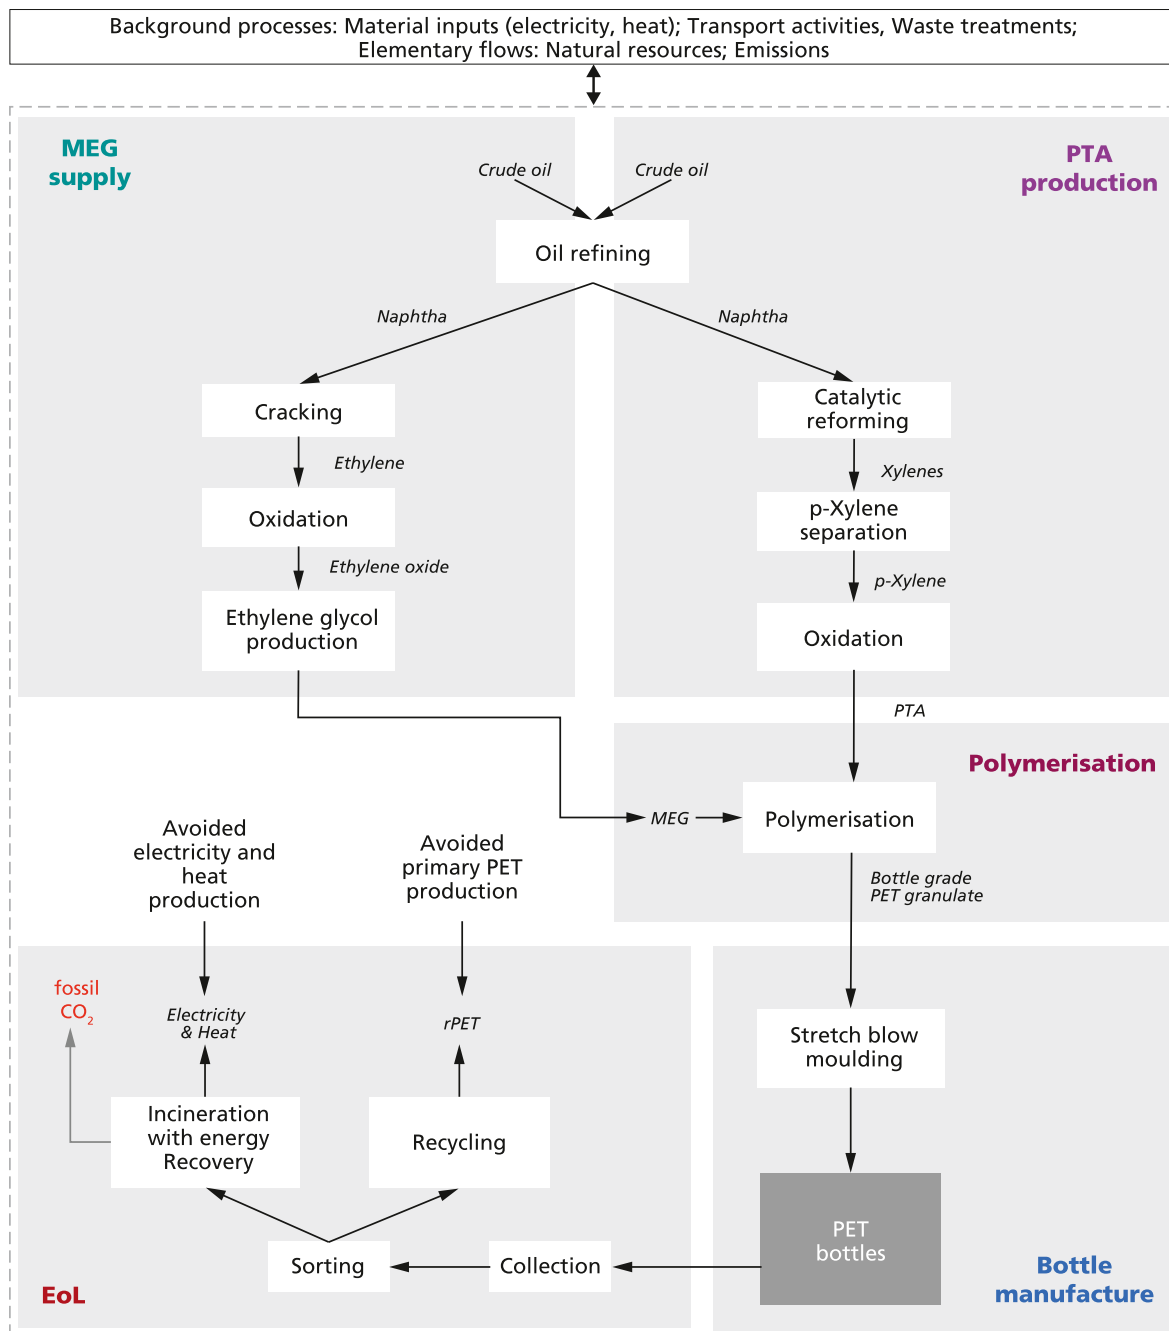 Background processes: Material inputs (electricity, heat); Transport activities, Waste treatments;
Elementary flows: Natural resources; Emissions
MEG
supply
PTA
production
Crude oil
Crude oil
Oil refining
Naphtha
Naphtha
Cracking
Catalytic
reforming
Ethylene
Xylenes
Oxidation
p-Xylene
separation
Ethylene oxide
p-Xylene
Ethylene glycol
production
Oxidation
PTA
Polymerisation
MEG
Polymerisation
Avoided
electricity and
heat
production
Avoided
primary PET
production
Bottle grade
PET granulate
fossil
CO2
Electricity
& Heat
rPET
Stretch blow
moulding
Incineration
with energy
Recovery
Recycling
PET
bottles
Sorting
Collection
EoL
Bottle
manufacture